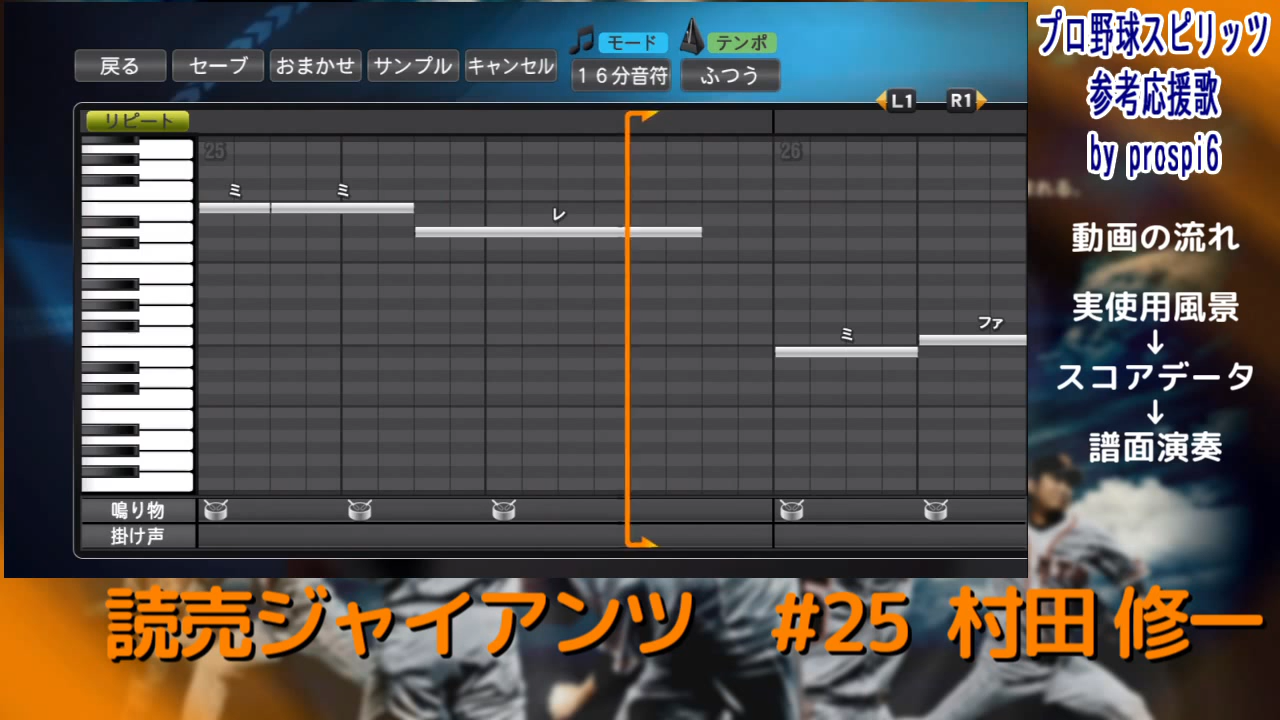 モード
テンポ
戻る
セーブ
おまかせ
サンプル
キャンセル
16分音符
ふつう
L1
R1
リピート
25
26
ミ
ミ
レ
ミ
ファ
鳴り物
掛け声
プロ野球スピリッツ
参考応援歌
by prospi6
動画の流れ
実使用風景
↓
スコアデータ
↓
譜面演奏
読売ジャイアンツ #25 村田 修一